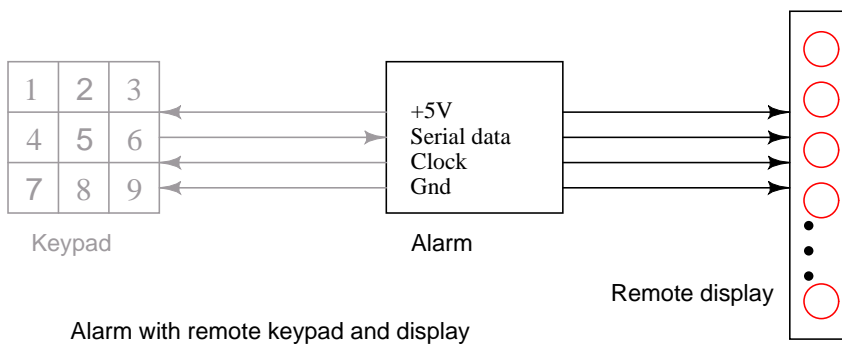 1 2 3
4 5 6
7 8 9
Keypad
+5V
Serial data
Clock
Gnd
Alarm
Remote display
Alarm with remote keypad and display